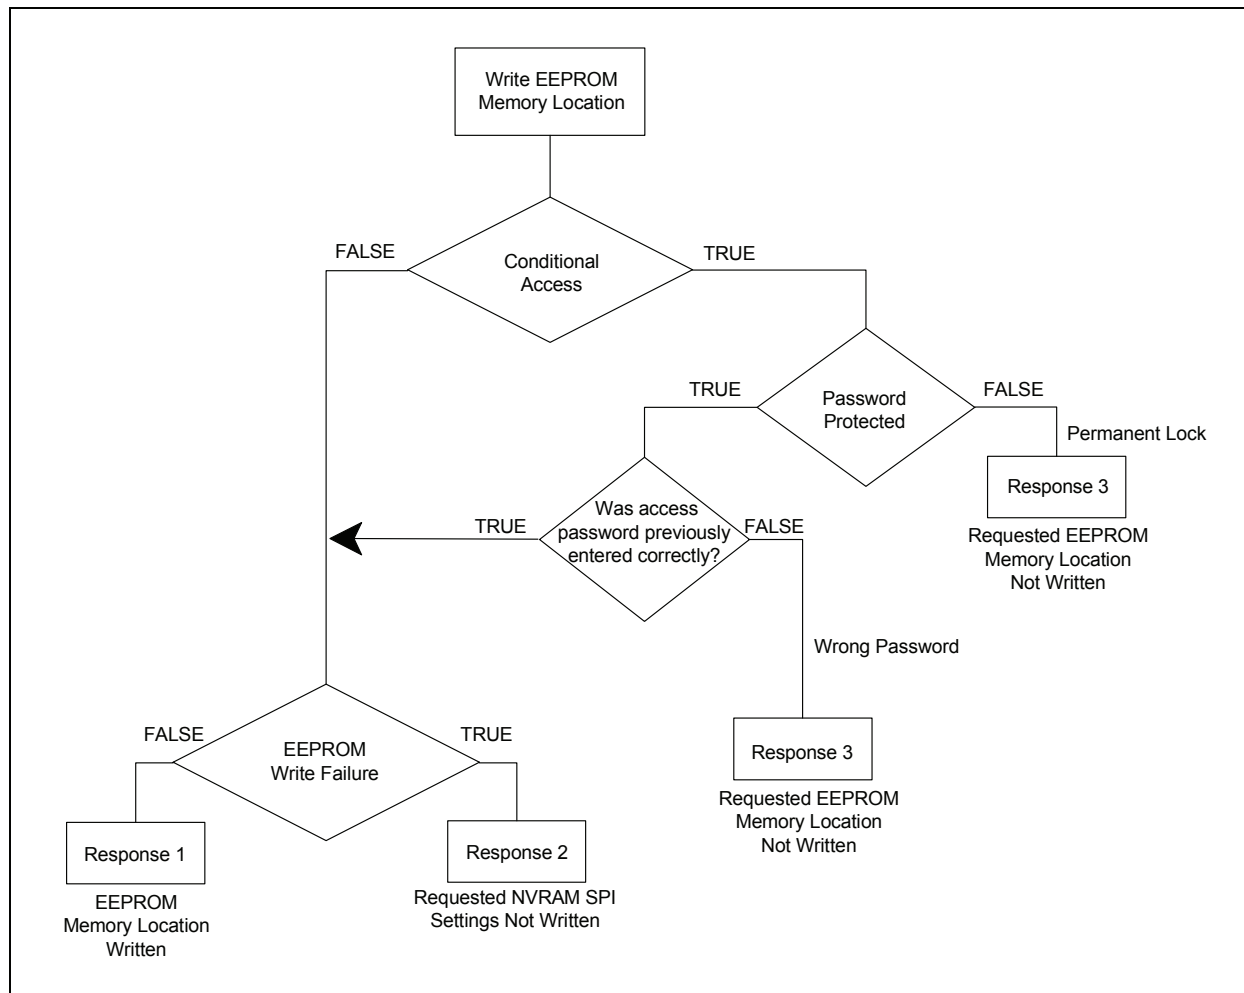 Write EEPROM
Memory Location
FALSE
TRUE
Conditional
Access
TRUE
FALSE
Password
Protected
Permanent Lock
Response 3
Requested EEPROM
Memory Location
Not Written
TRUE
FALSE
Was access
password previously
entered correctly?
Wrong Password
Response 3
Requested EEPROM
Memory Location
Not Written
FALSE
TRUE
EEPROM
Write Failure
Response 1
EEPROM
Memory Location
Written
Response 2
Requested NVRAM SPI
Settings Not Written